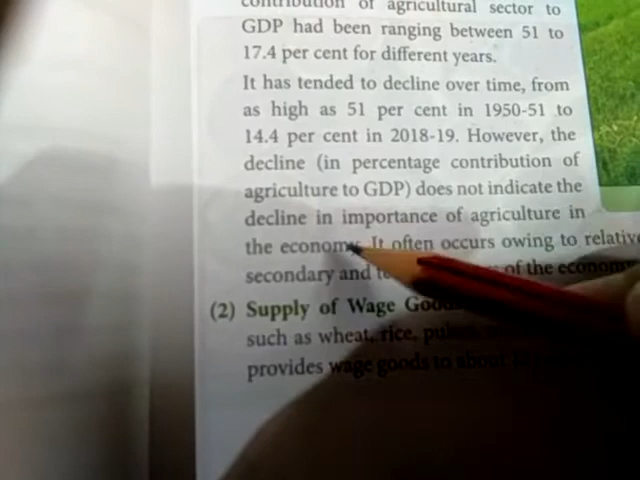 contribution of agricultural sector to
GDP had been ranging between 51 to
17.4 per cent for different years.
It has tended to decline over time, from
as high as 51 per cent in 1950-51 to
14.4 per cent in 2018-19. However, the
decline (in percentage contribution of
agriculture to GDP) does not indicate the
decline in importance of agriculture in
the economy. It often occurs owing to relative
secondary and of the economy
(2) Supply of Wage
such as wheat, rice,
provides wage goods to about